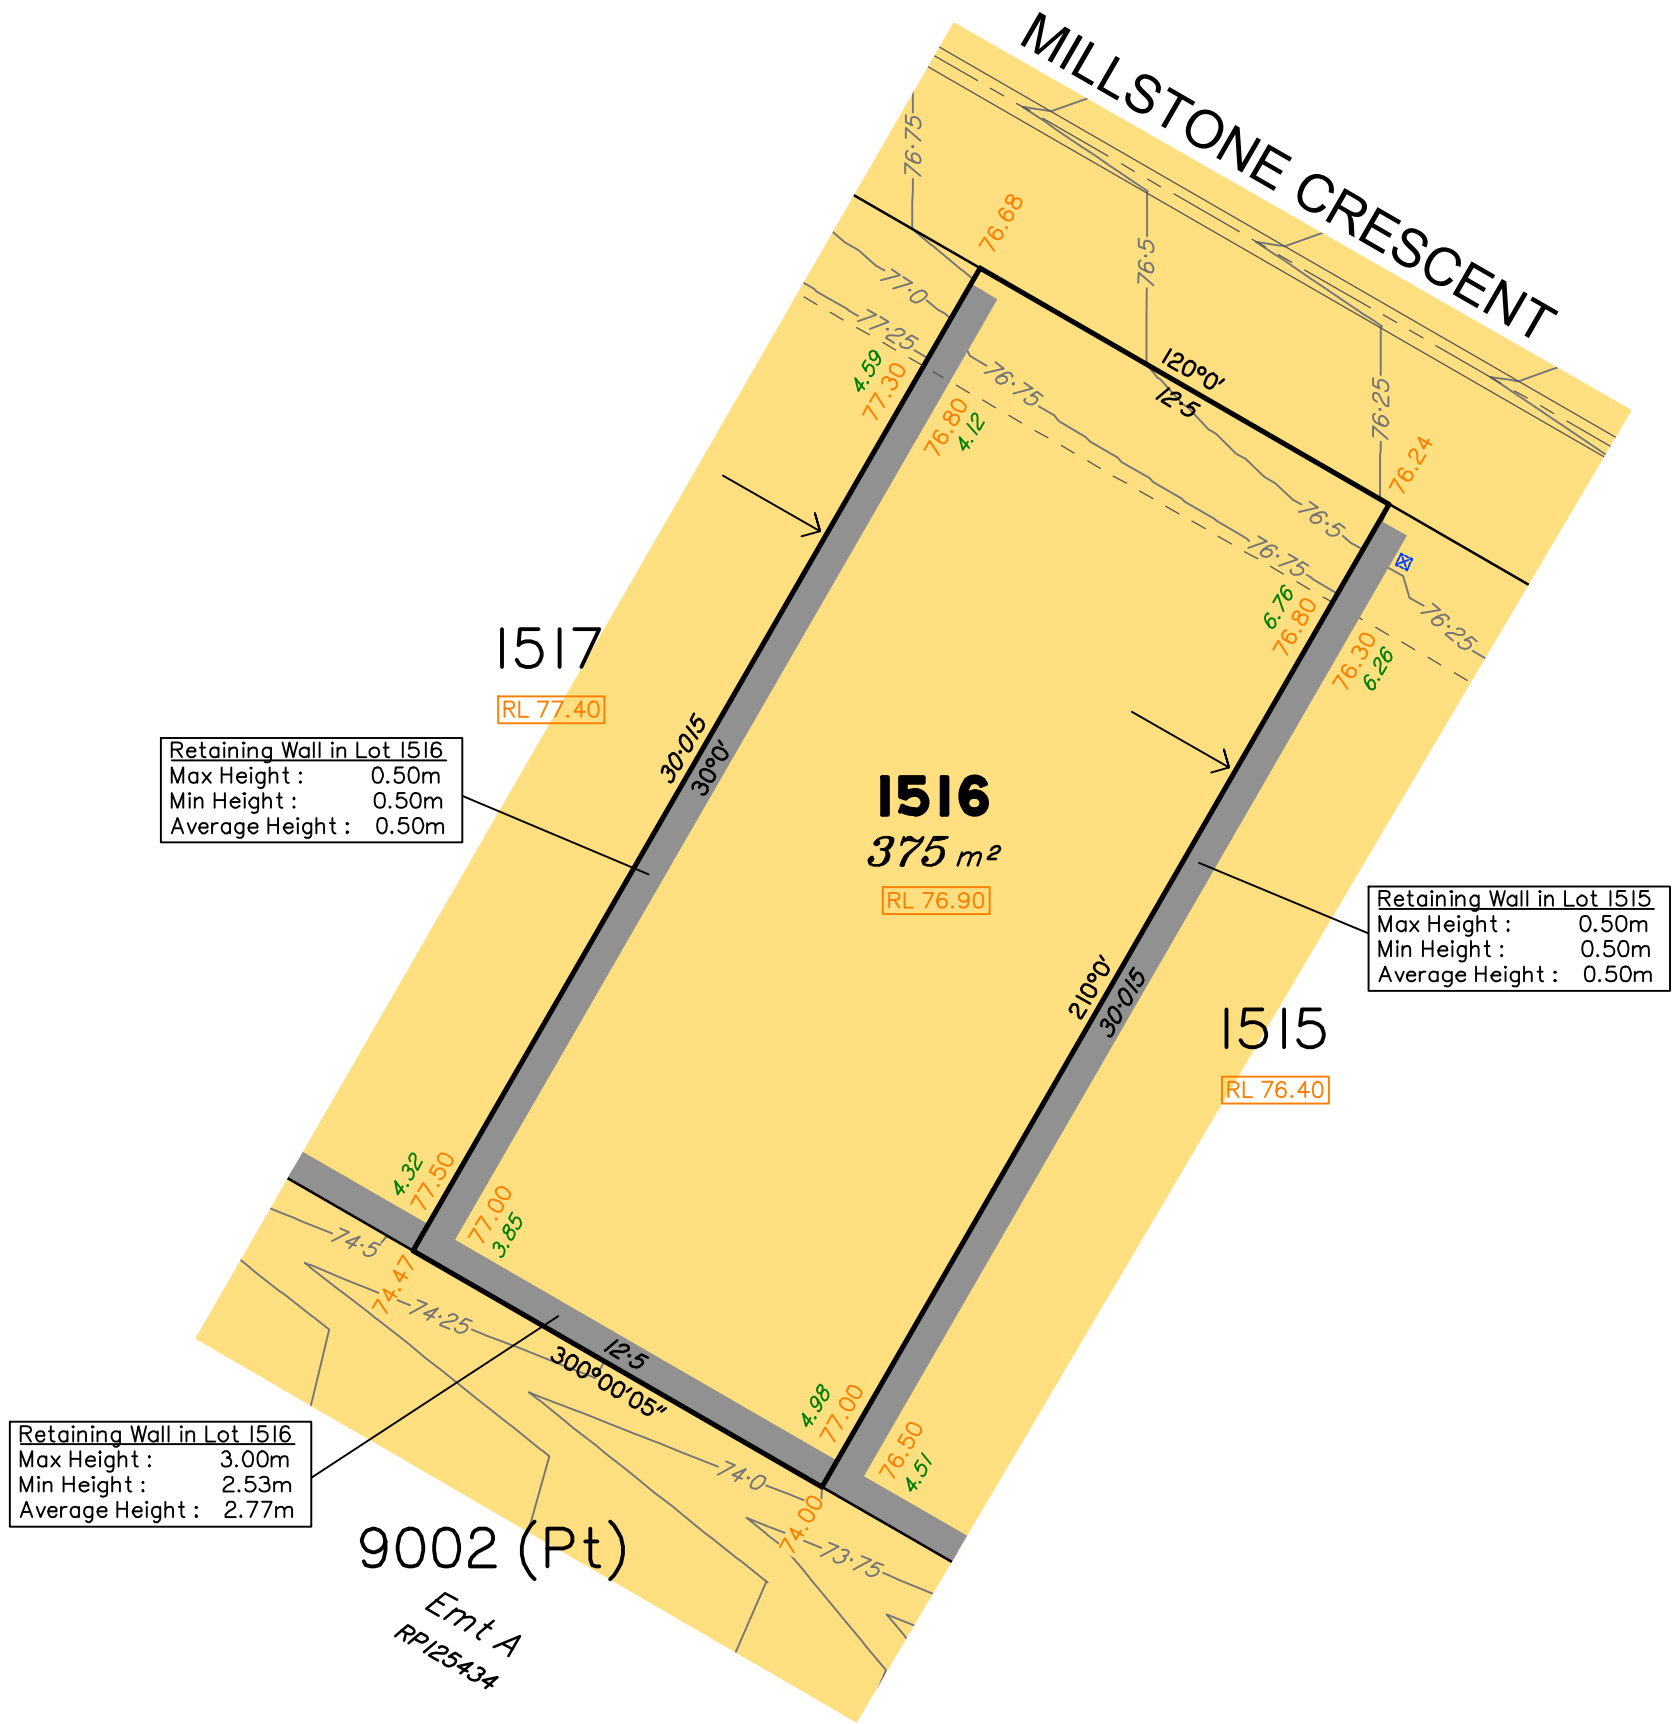 MILLSTONE CRESCENT
76·75
76.68
76·5
77·0
77·25
76·25
76.24
120°0'
12·5
4.59
77.30
76·75
76.80
4.12
76·5
76·75
6.76
76.80
76·25
76.30
6.26
1517
RL 77.40
30·015
30°0'
Retaining Wall in Lot 1516
Max Height : 0.50m
Min Height : 0.50m
Average Height : 0.50m
1516
375 m²
RL 76.90
Retaining Wall in Lot 1515
Max Height : 0.50m
Min Height : 0.50m
Average Height : 0.50m
210°0'
30·015
1515
RL 76.40
4.32
77.50
77.00
3.85
74·5
74.47
74·25
12·5
300°00'05"
4.98
77.00
76.50
4.51
74·0
74.00
73·75
Retaining Wall in Lot 1516
Max Height : 3.00m
Min Height : 2.53m
Average Height : 2.77m
9002 (Pt)
Emt A
RP125434